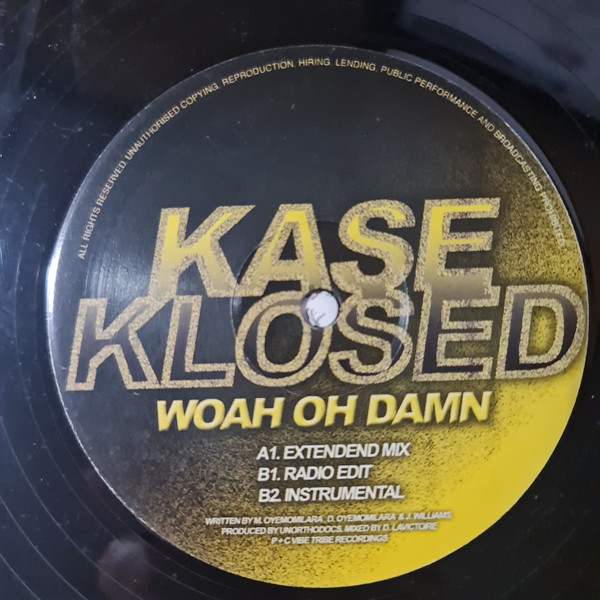 ALL RIGHTS RESERVED. UNAUTHORISED COPYING, REPRODUCTION, HIRING, LENDING, PUBLIC PERFORMANCE AND BROADCASTING PROHIBITED
KASE
KLOSED
WOAH OH DAMN
A1. EXTENDEND MIX
B1. RADIO EDIT
B2. INSTRUMENTAL
WRITTEN BY M. OYEMOMILARA, D. OYEMOMILARA & J. WILLIAMS,
PRODUCED BY UNORTHODOCS, MIXED BY D. LAVICTOIRE
P + C VIBE TRIBE RECORDINGS